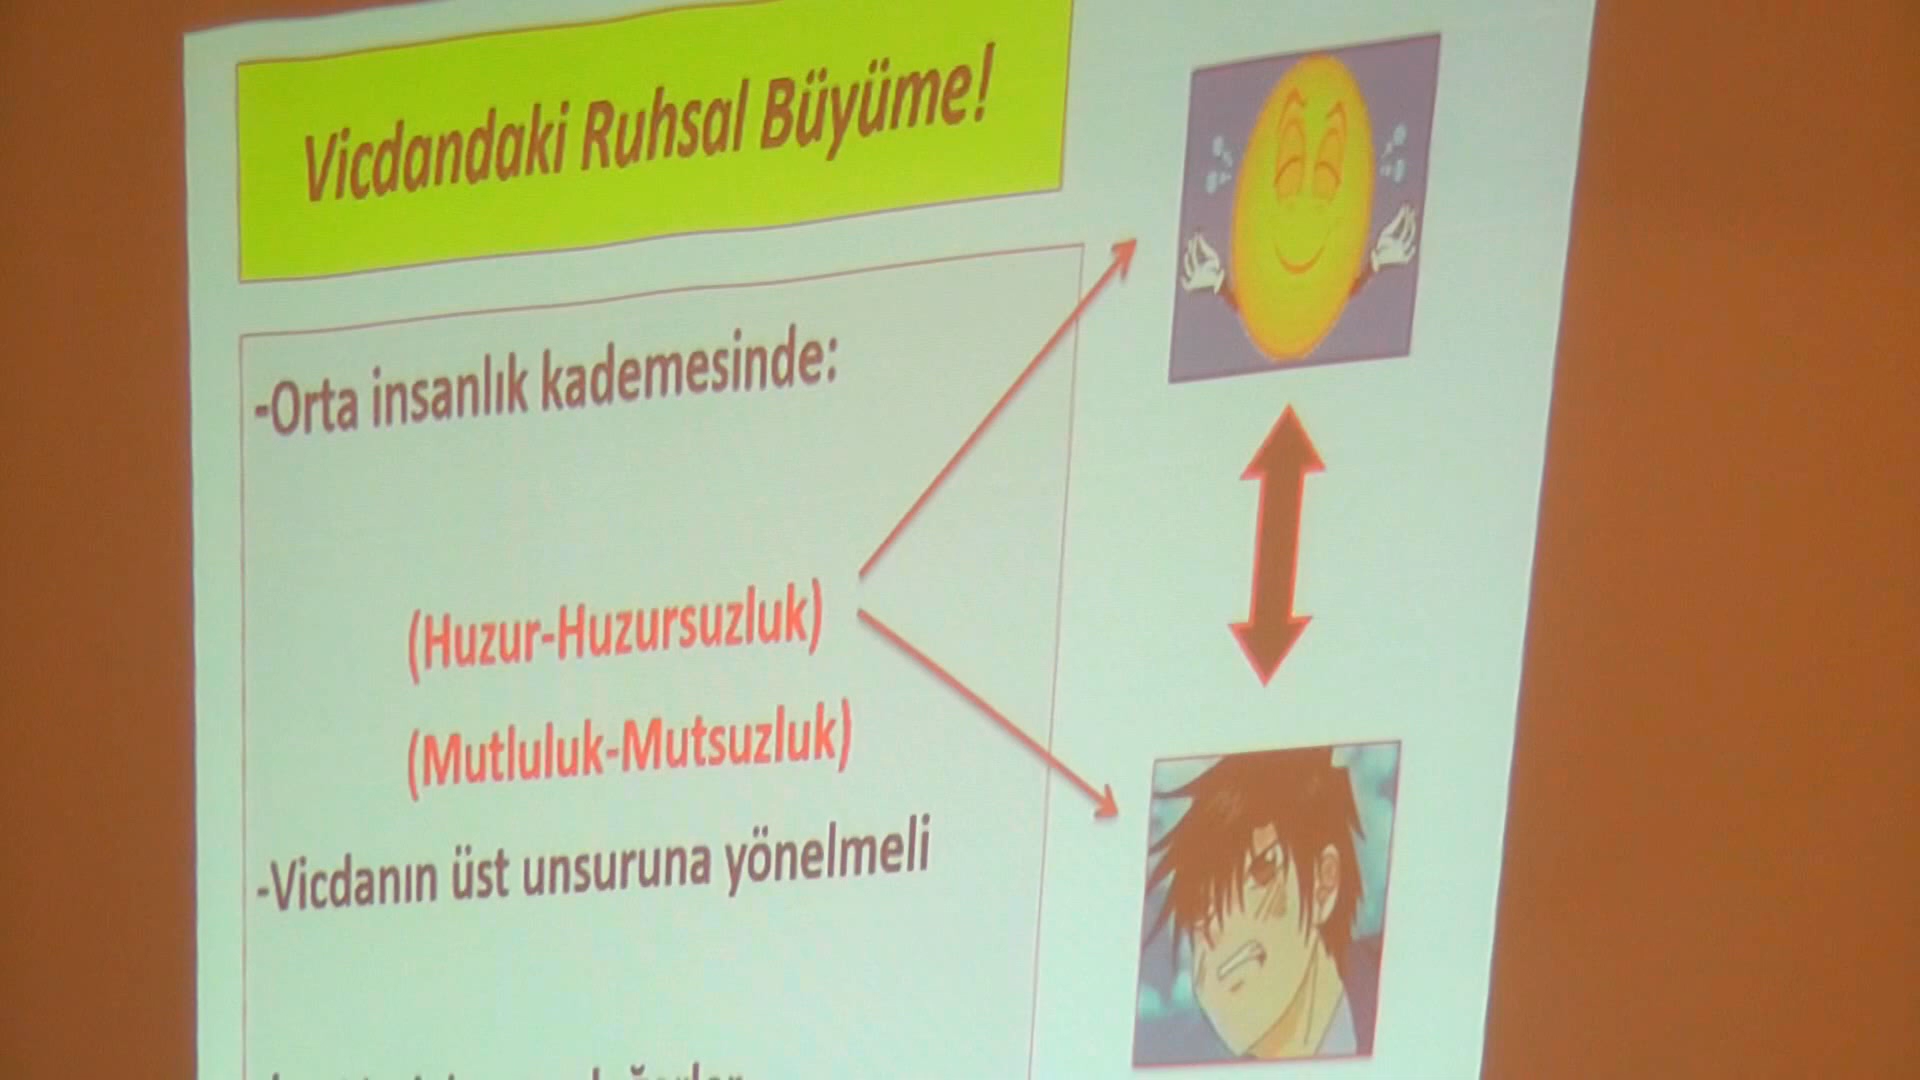 Vicdandaki Ruhsal Büyüme!
-Orta insanlık kademesinde:
(Huzur-Huzursuzluk)
(Mutluluk-Mutsuzluk)
-Vicdanın üst unsuruna yönelmeli